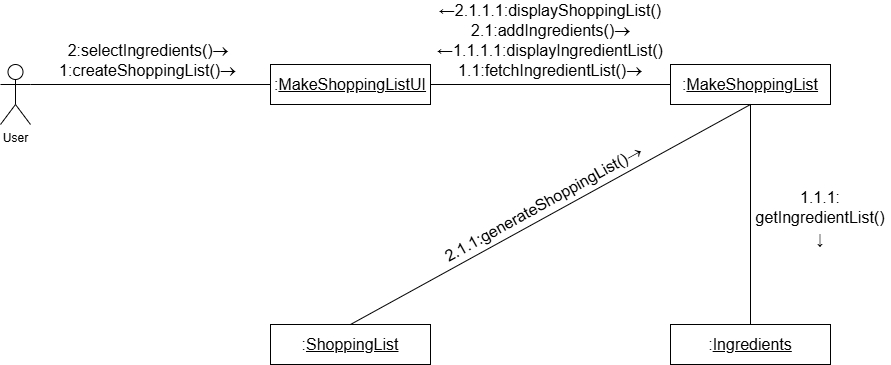 ←2.1.1.1:displayShoppingList()
2.1:addIngredients()→
←1.1.1.1:displayIngredientList()
1.1:fetchIngredientList()→
2:selectIngredients()→
1:createShoppingList()→
:MakeShoppingListUI
:MakeShoppingList
User
2.1.1:generateShoppingList()→
1.1.1:
getIngredientList()
↓
:ShoppingList
:Ingredients